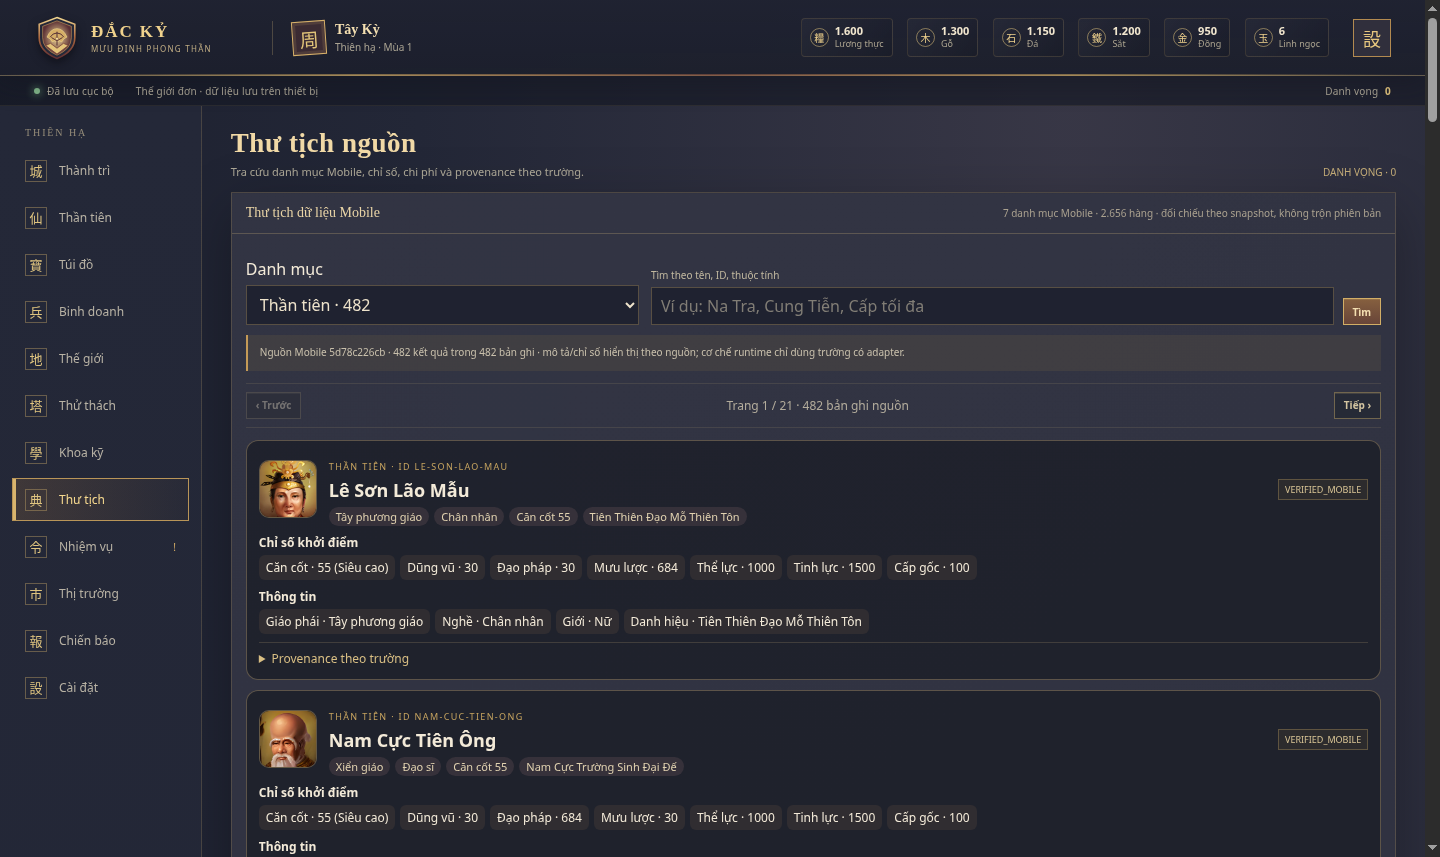 ĐẮC KỶ
MƯU ĐỊNH PHONG THẦN
周
Tây Kỳ
Thiên hạ · Mùa 1
糧 1.600 Lương thực
木 1.300 Gỗ
石 1.150 Đá
鐵 1.200 Sắt
金 950 Đồng
玉 6 Linh ngọc
設
Đã lưu cục bộ
Thế giới đơn · dữ liệu lưu trên thiết bị
Danh vọng 0
THIÊN HẠ
城 Thành trì
仙 Thần tiên
寶 Túi đồ
兵 Binh doanh
地 Thế giới
塔 Thử thách
學 Khoa kỹ
典 Thư tịch
令 Nhiệm vụ !
市 Thị trường
報 Chiến báo
設 Cài đặt
Thư tịch nguồn
Tra cứu danh mục Mobile, chỉ số, chi phí và provenance theo trường.
DANH VỌNG · 0
Thư tịch dữ liệu Mobile
7 danh mục Mobile · 2.656 hàng · đối chiếu theo snapshot, không trộn phiên bản
Danh mục
Thần tiên · 482
Tìm theo tên, ID, thuộc tính
Ví dụ: Na Tra, Cung Tiễn, Cấp tối đa
Tìm
Nguồn Mobile 5d78c226cb · 482 kết quả trong 482 bản ghi · mô tả/chỉ số hiển thị theo nguồn; cơ chế runtime chỉ dùng trường có adapter.
‹ Trước
Trang 1 / 21 · 482 bản ghi nguồn
Tiếp ›
THẦN TIÊN · ID LE-SON-LAO-MAU
Lê Sơn Lão Mẫu
VERIFIED_MOBILE
Tây phương giáo Chân nhân Căn cốt 55 Tiên Thiên Đạo Mỗ Thiên Tôn
Chỉ số khởi điểm
Căn cốt · 55 (Siêu cao) Dũng vũ · 30 Đạo pháp · 30 Mưu lược · 684 Thể lực · 1000 Tinh lực · 1500 Cấp gốc · 100
Thông tin
Giáo phái · Tây phương giáo Nghề · Chân nhân Giới · Nữ Danh hiệu · Tiên Thiên Đạo Mỗ Thiên Tôn
▶ Provenance theo trường
THẦN TIÊN · ID NAM-CUC-TIEN-ONG
Nam Cực Tiên Ông
VERIFIED_MOBILE
Xiển giáo Đạo sĩ Căn cốt 55 Nam Cực Trường Sinh Đại Đế
Chỉ số khởi điểm
Căn cốt · 55 (Siêu cao) Dũng vũ · 30 Đạo pháp · 684 Mưu lược · 30 Thể lực · 1000 Tinh lực · 1500 Cấp gốc · 100
Thông tin